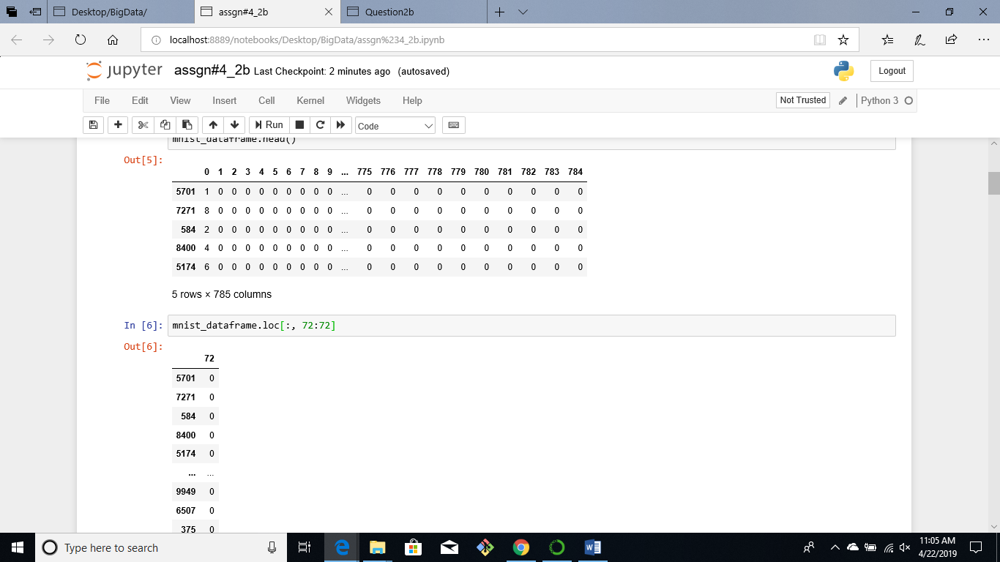 Desktop/BigData/
assgn#4_2b
Question2b
localhost:8889/notebooks/Desktop/BigData/assgn%234_2b.ipynb
jupyter assgn#4_2b Last Checkpoint: 2 minutes ago (autosaved)
Logout
File Edit View Insert Cell Kernel Widgets Help
Not Trusted Python 3
Run Code
mnist_dataframe.head()
Out[5]:
0 1 2 3 4 5 6 7 8 9 ... 775 776 777 778 779 780 781 782 783 784
5701 1 0 0 0 0 0 0 0 0 0 ... 0 0 0 0 0 0 0 0 0 0
7271 8 0 0 0 0 0 0 0 0 0 ... 0 0 0 0 0 0 0 0 0 0
584 2 0 0 0 0 0 0 0 0 0 ... 0 0 0 0 0 0 0 0 0 0
8400 4 0 0 0 0 0 0 0 0 0 ... 0 0 0 0 0 0 0 0 0 0
5174 6 0 0 0 0 0 0 0 0 0 ... 0 0 0 0 0 0 0 0 0 0
5 rows × 785 columns
In [6]: mnist_dataframe.loc[:, 72:72]
Out[6]:
72
5701 0
7271 0
584 0
8400 0
5174 0
... ...
9949 0
6507 0
375 0
Type here to search
11:05 AM
4/22/2019